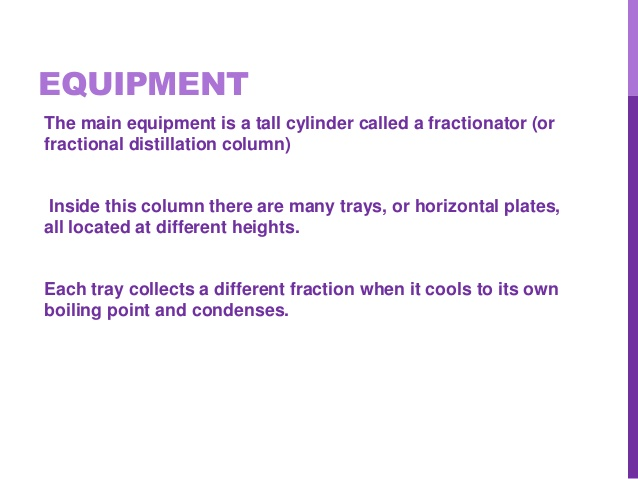 EQUIPMENT
The main equipment is a tall cylinder called a fractionator (or
fractional distillation column)
Inside this column there are many trays, or horizontal plates,
all located at different heights.
Each tray collects a different fraction when it cools to its own
boiling point and condenses.